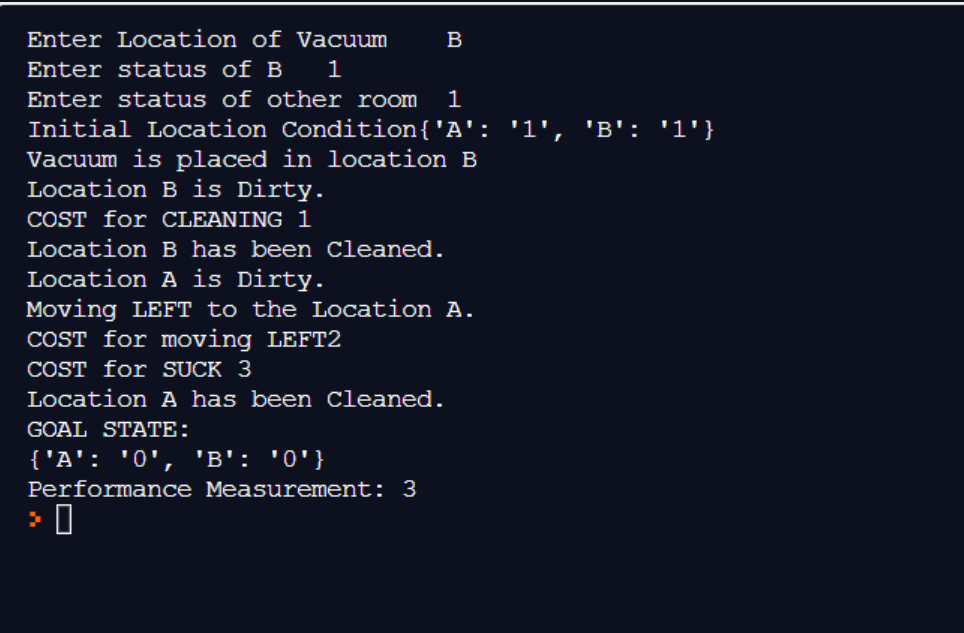 Enter Location of Vacuum    B
Enter status of B   1
Enter status of other room  1
Initial Location Condition{'A': '1', 'B': '1'}
Vacuum is placed in location B
Location B is Dirty.
COST for CLEANING 1
Location B has been Cleaned.
Location A is Dirty.
Moving LEFT to the Location A.
COST for moving LEFT2
COST for SUCK 3
Location A has been Cleaned.
GOAL STATE:
{'A': '0', 'B': '0'}
Performance Measurement: 3
>